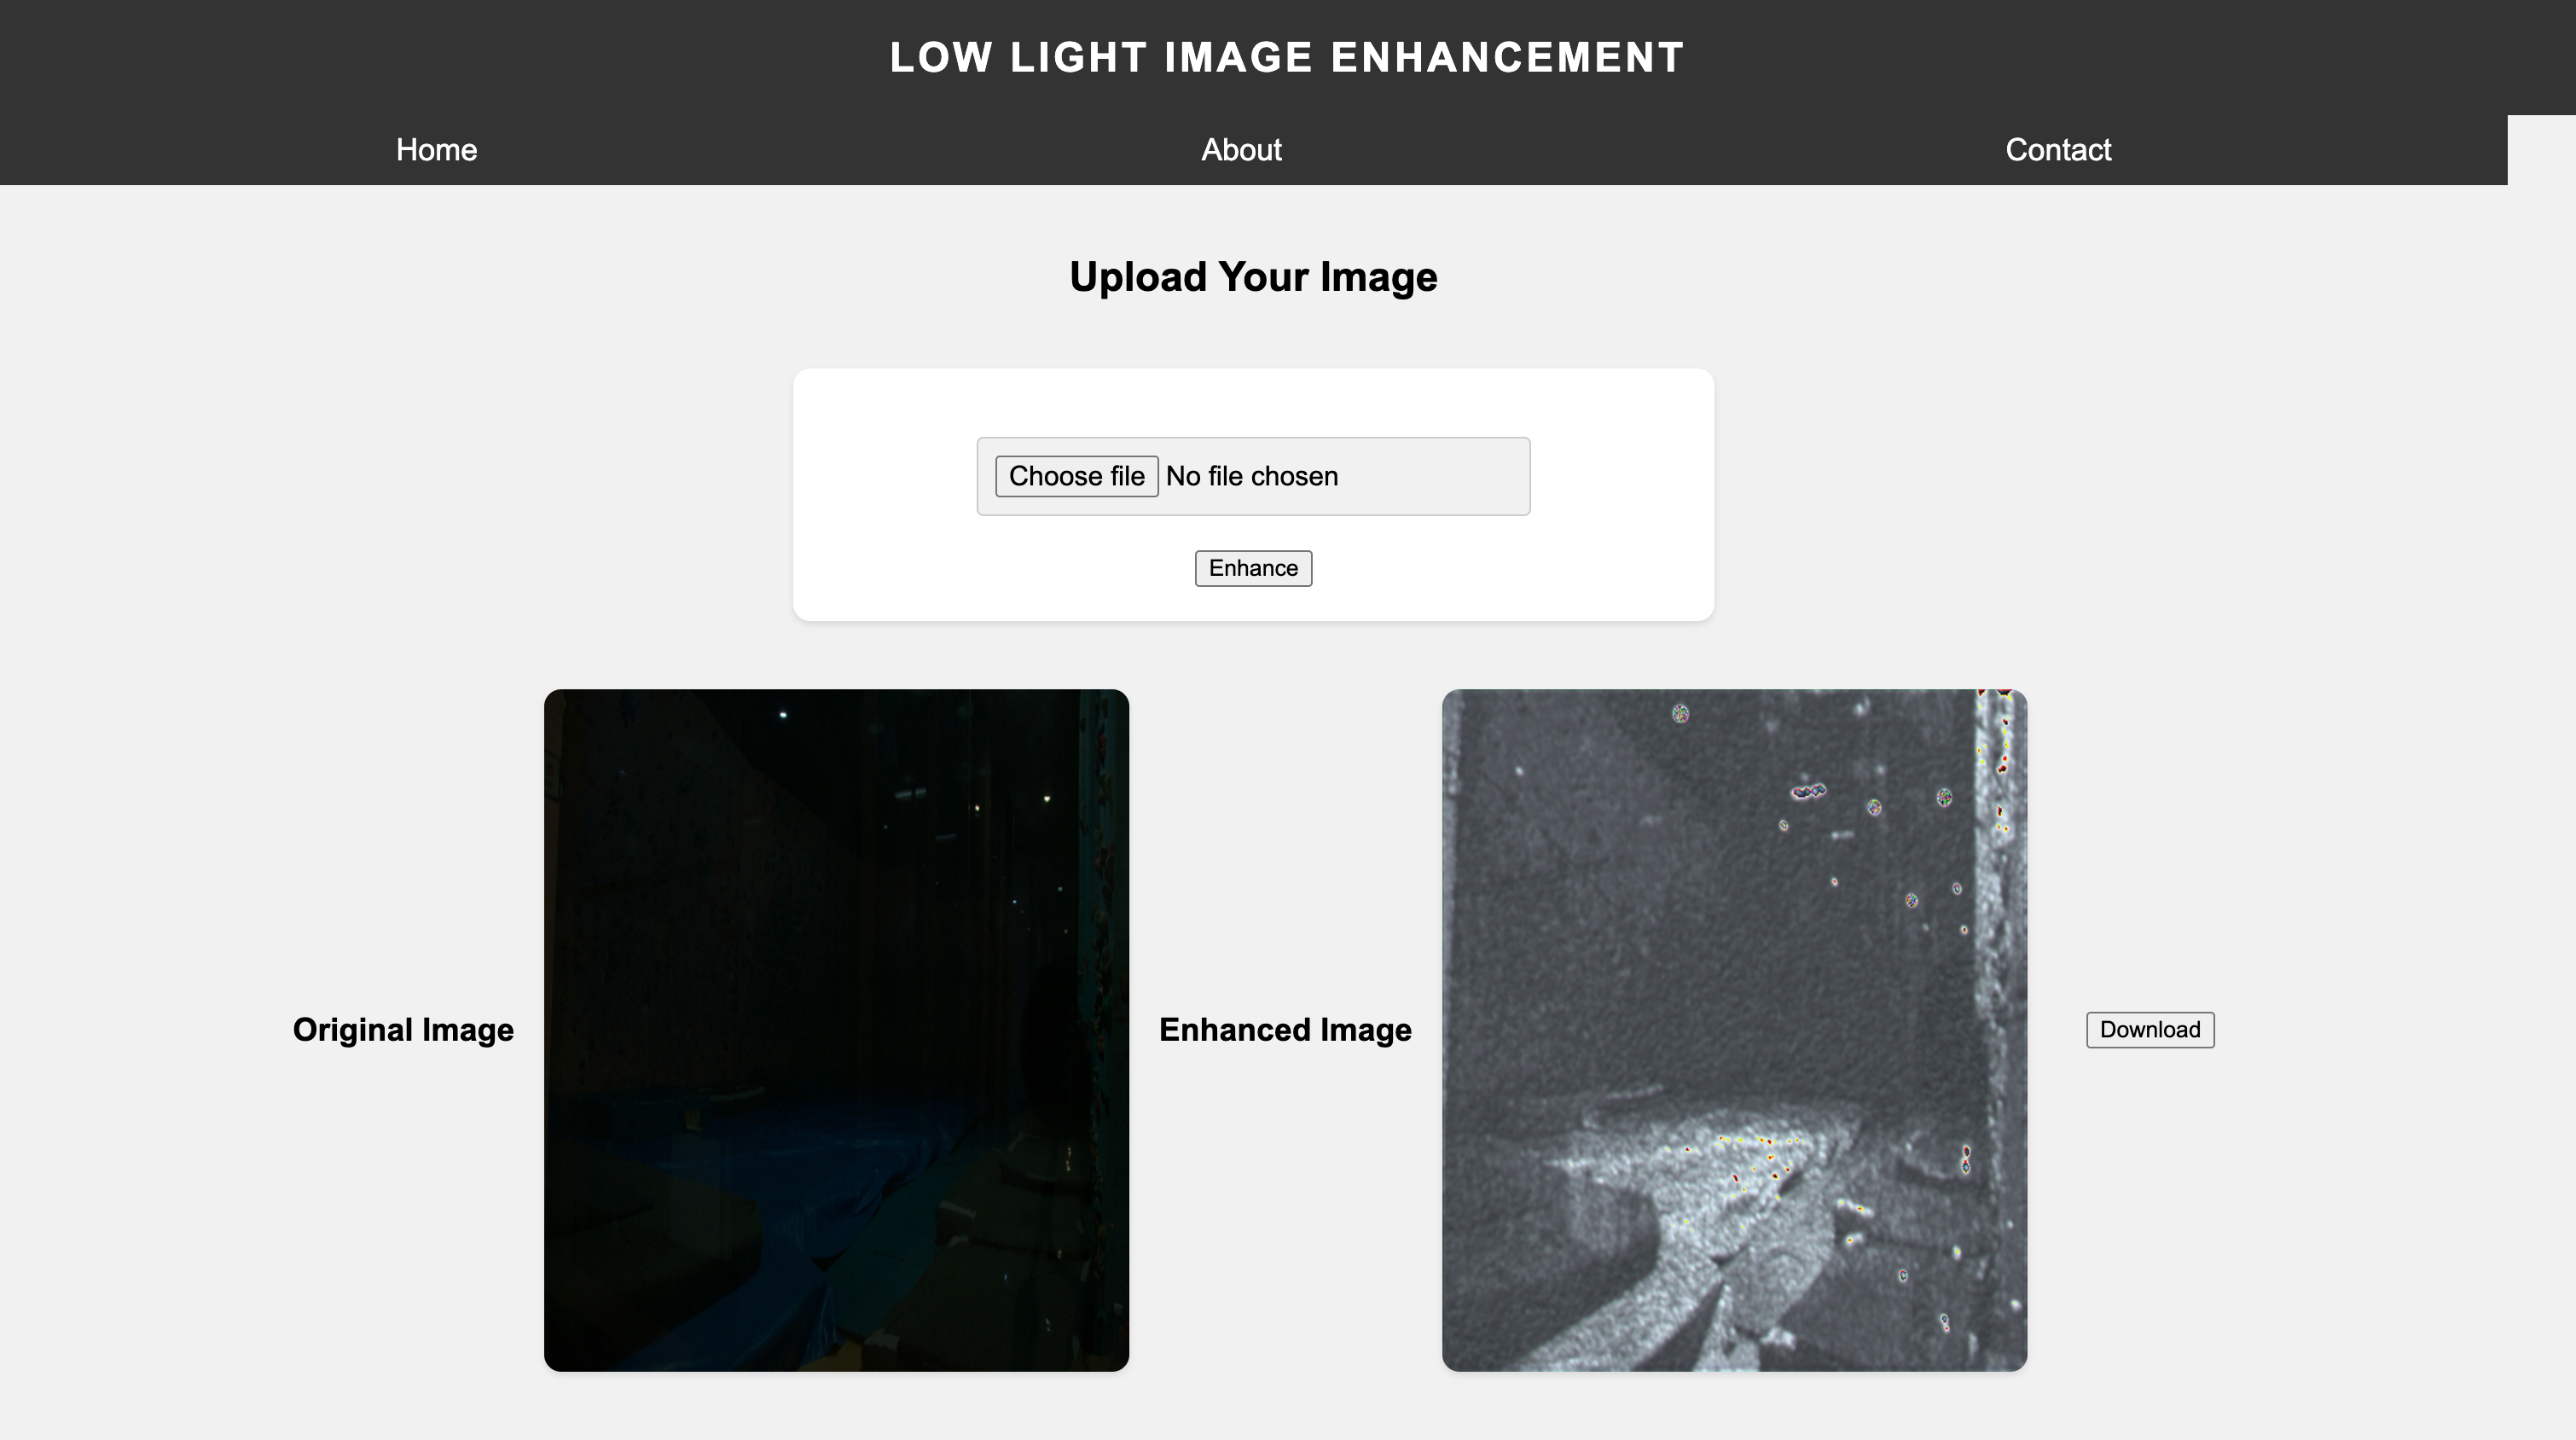 LOW LIGHT IMAGE ENHANCEMENT
Home About Contact
Upload Your Image
Choose file No file chosen
Enhance
Original Image
Enhanced Image
Download